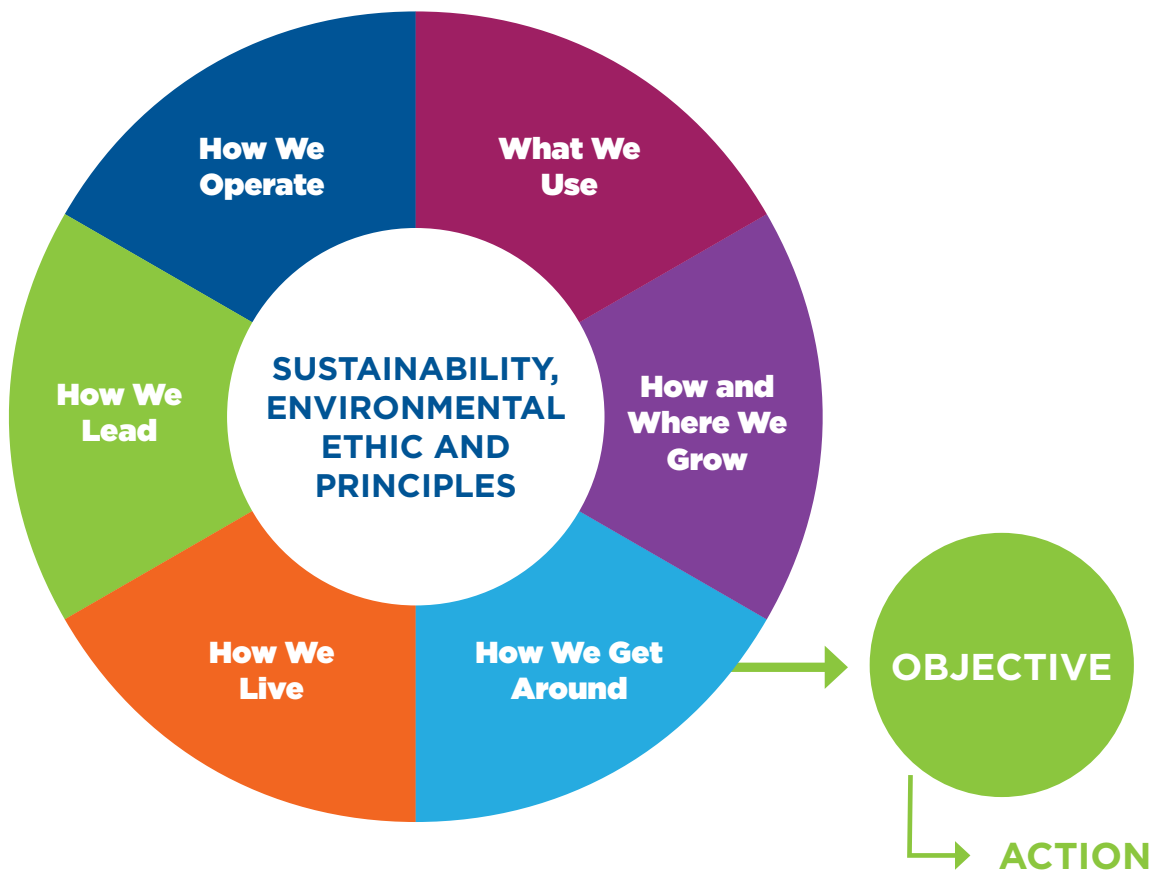 How We
Operate
What We
Use
How and
Where We
Grow
How We Get
Around
How We
Live
How We
Lead
SUSTAINABILITY,
ENVIRONMENTAL
ETHIC AND
PRINCIPLES
OBJECTIVE
ACTION